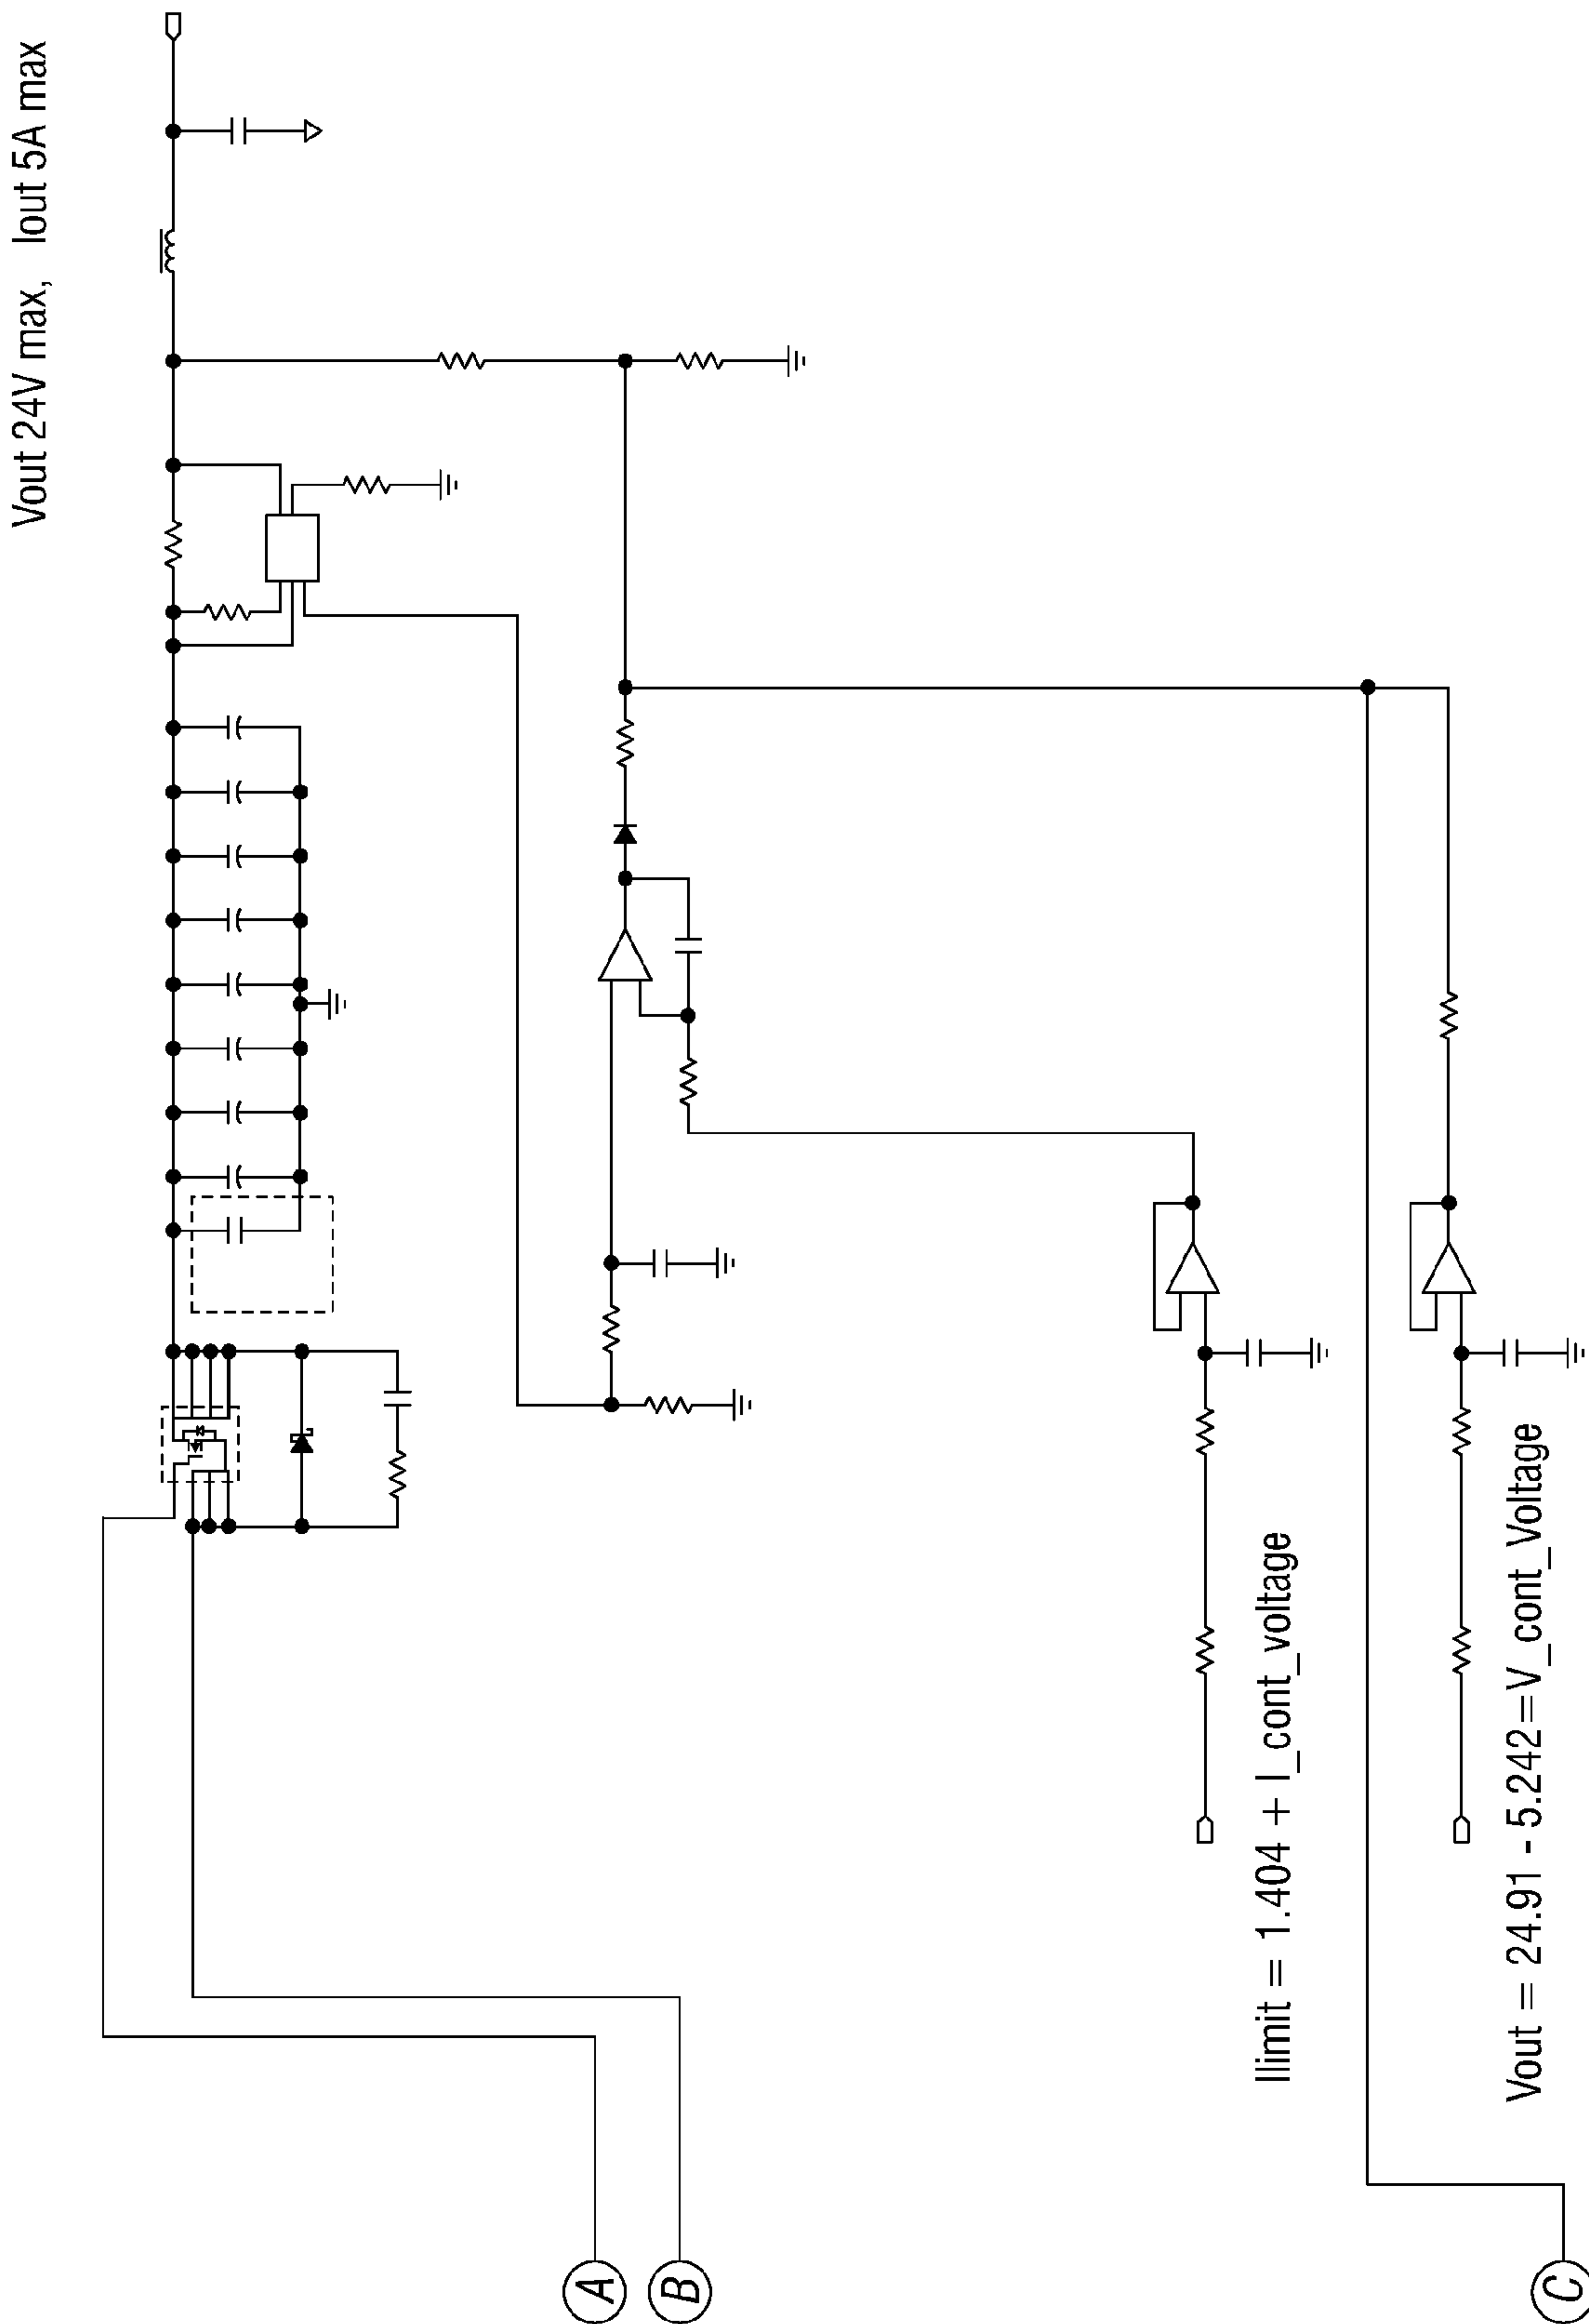 Vout 24V max, Iout 5A max
A
B
Ilimit = 1.404 + I_cont_voltage
Vout = 24.91 - 5.242=V_cont_Voltage
C